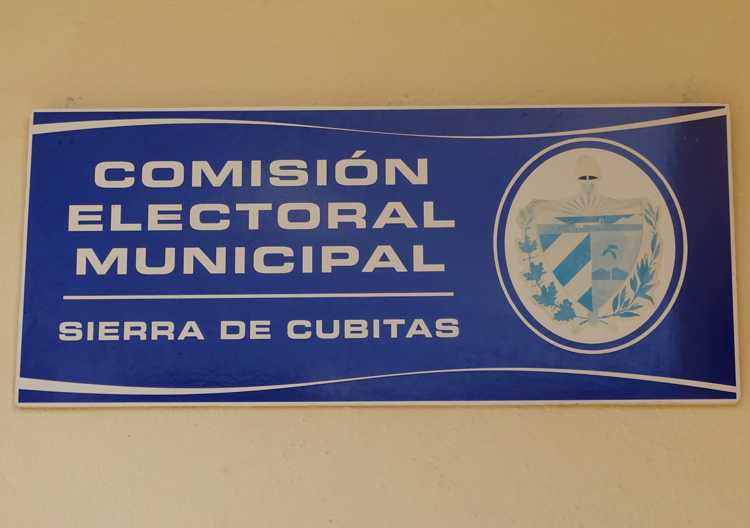 COMISIÓN
ELECTORAL
MUNICIPAL
SIERRA DE CUBITAS